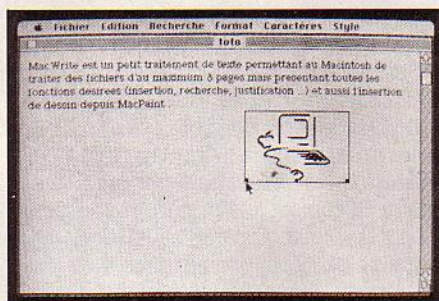 Fichier Edition Recherche Format Caractères Style
toto
MacWrite est un petit traitement de texte permettant au Macintosh de
traiter des fichiers d'au maximum 8 pages mais presentant toutes les
fonctions desirees (insertion, recherche, justification ...) et aussi l'insertion
de dessin depuis MacPaint .